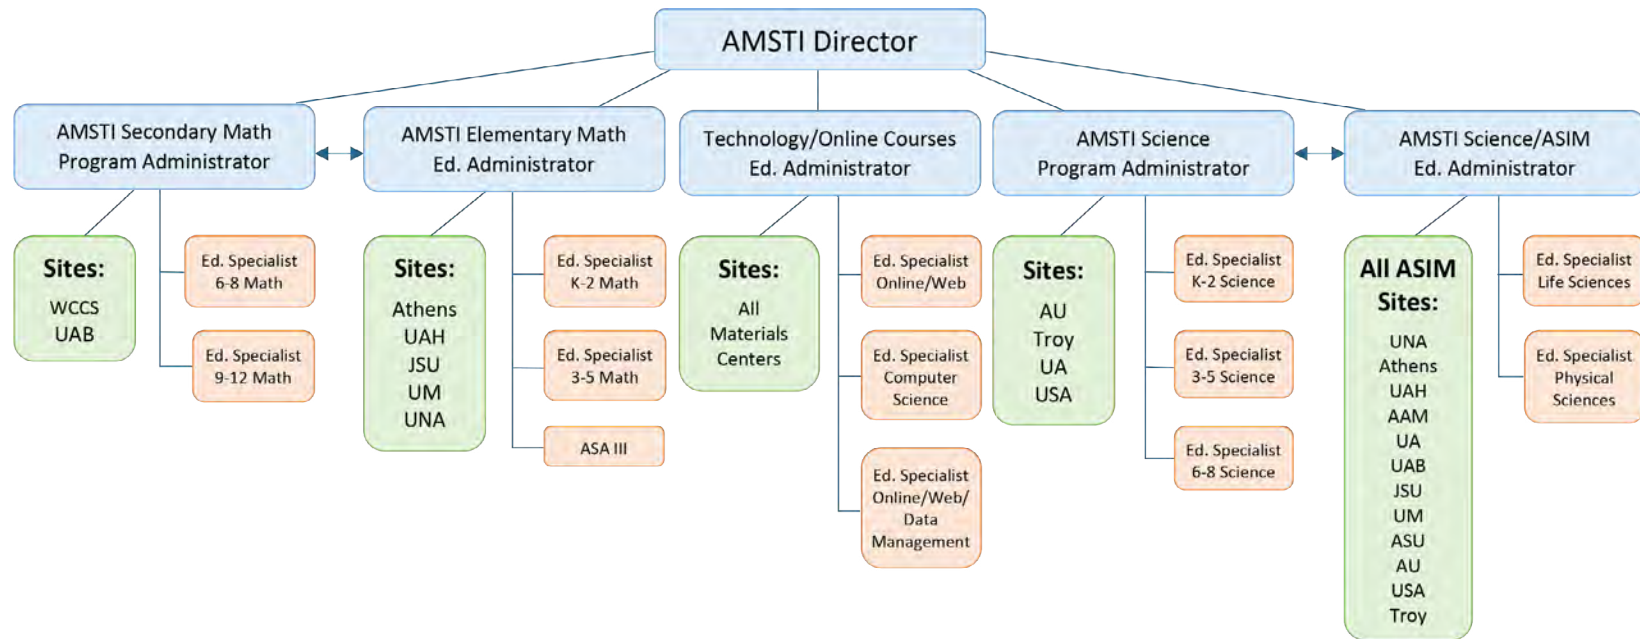 AMSTI Director
AMSTI Secondary Math
Program Administrator
AMSTI Elementary Math
Ed. Administrator
Technology/Online Courses
Ed. Administrator
AMSTI Science
Program Administrator
AMSTI Science/ASIM
Ed. Administrator
Sites:
WCCS
UAB
Ed. Specialist
6-8 Math
Ed. Specialist
9-12 Math
Sites:
Athens
UAH
JSU
UM
UNA
Ed. Specialist
K-2 Math
Ed. Specialist
3-5 Math
ASA III
Sites:
All
Materials
Centers
Ed. Specialist
Online/Web
Ed. Specialist
Computer
Science
Ed. Specialist
Online/Web/
Data
Management
Sites:
AU
Troy
UA
USA
Ed. Specialist
K-2 Science
Ed. Specialist
3-5 Science
Ed. Specialist
6-8 Science
All ASIM
Sites:
UNA
Athens
UAH
AAM
UA
UAB
JSU
UM
ASU
AU
USA
Troy
Ed. Specialist
Life Sciences
Ed. Specialist
Physical
Sciences